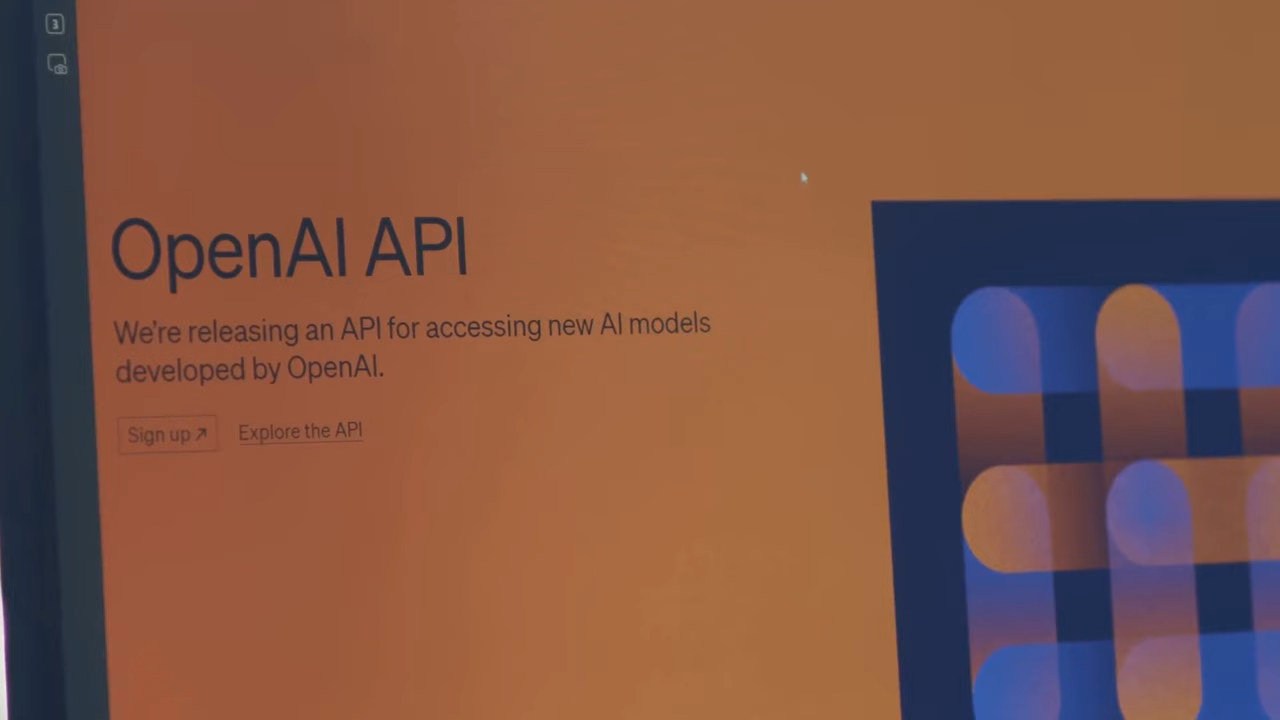 3
OpenAI API
We're releasing an API for accessing new AI models
developed by OpenAI.
Sign up ↗ Explore the API